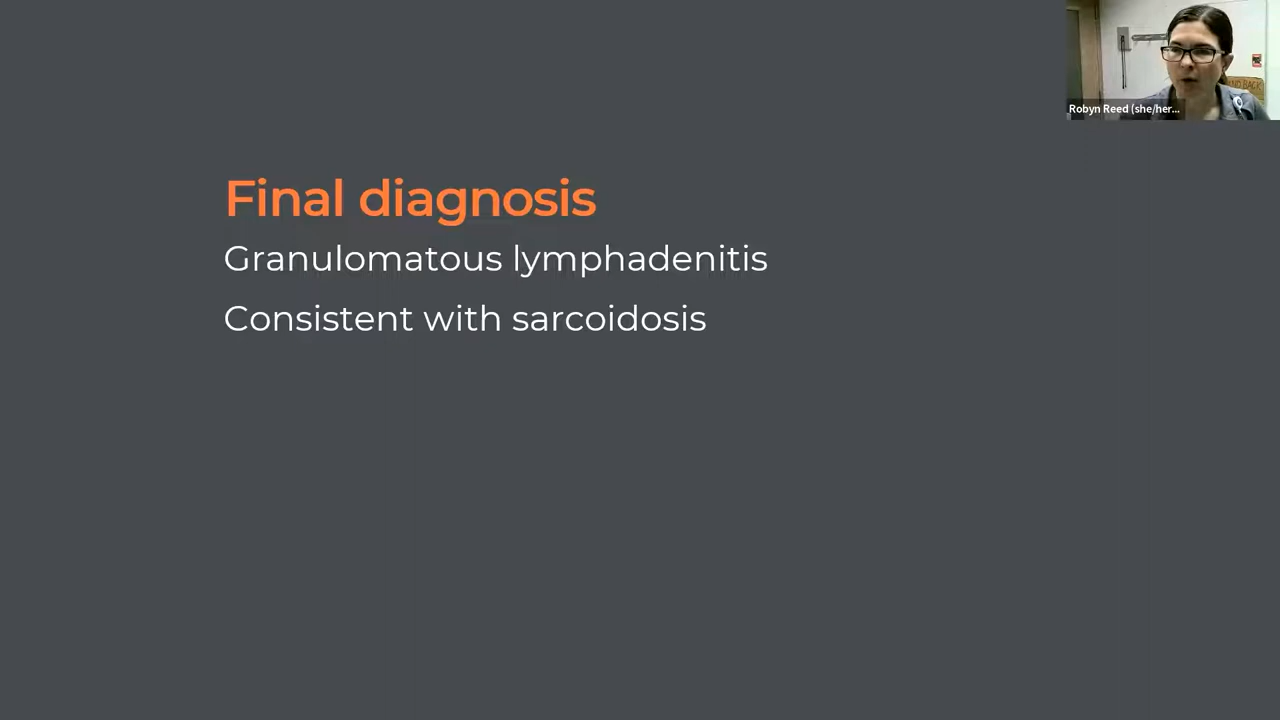 Robyn Reed (she/her...
Final diagnosis
Granulomatous lymphadenitis
Consistent with sarcoidosis